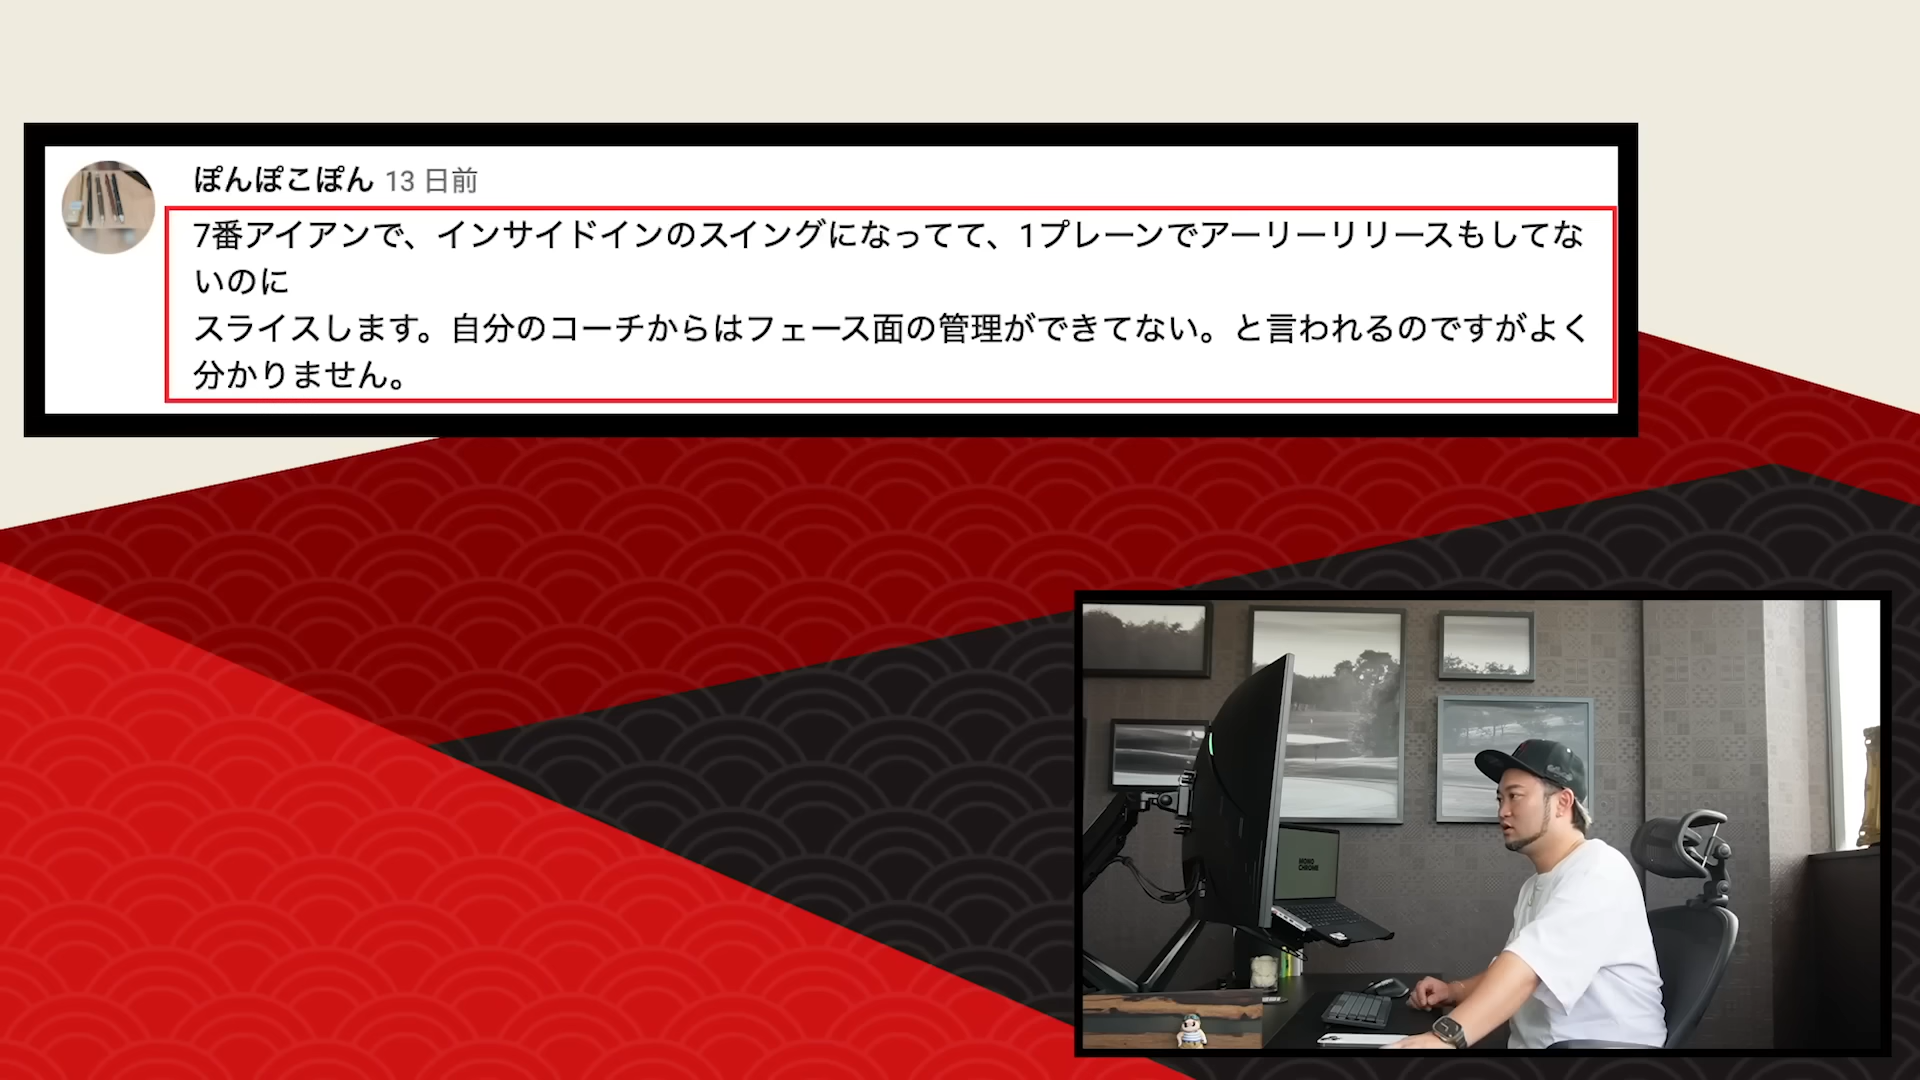 ぽんぽこぽん 13 日前
7番アイアンで、インサイドインのスイングになってて、1プレーンでアーリーリリースもしてな
いのに
スライスします。自分のコーチからはフェース面の管理ができてない。と言われるのですがよく
分かりません。
MONO
CHROME